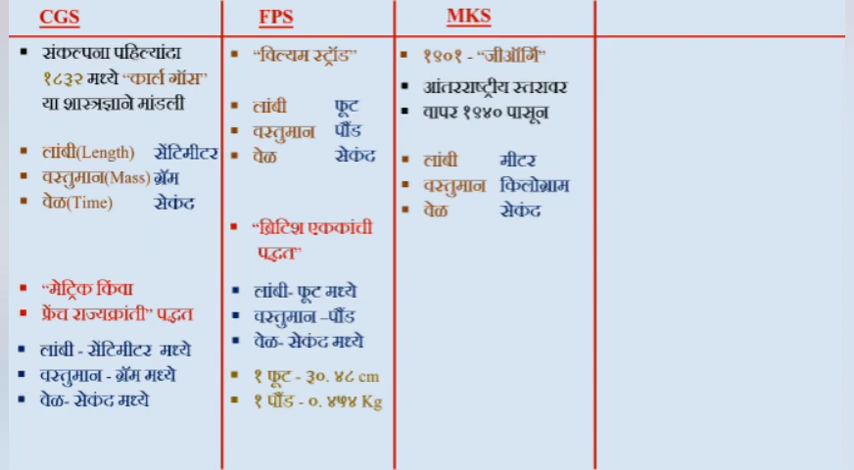 CGS
संकल्पना पहिल्यांदा
१८३२ मध्ये “कार्ल गॉस”
या शास्त्रज्ञाने मांडली
लांबी(Length) सेंटिमीटर
वस्तुमान(Mass) ग्रॅम
वेळ(Time) सेकंद
“मेट्रिक किंवा
फ्रेंच राज्यक्रांती” पद्धत
लांबी - सेंटिमीटर मध्ये
वस्तुमान - ग्रॅम मध्ये
वेळ- सेकंद मध्ये
FPS
“विल्यम स्ट्रॉड”
लांबी फूट
वस्तुमान पौंड
वेळ सेकंद
“ब्रिटिश एककांची
पद्धत”
लांबी- फूट मध्ये
वस्तुमान –पौंड
वेळ- सेकंद मध्ये
१ फूट - ३०. ४८ cm
१ पौंड - ०. ४५४ Kg
MKS
१९०१ - “जीऑर्गि”
आंतरराष्ट्रीय स्तरावर
वापर १९४० पासून
लांबी मीटर
वस्तुमान किलोग्राम
वेळ सेकंद